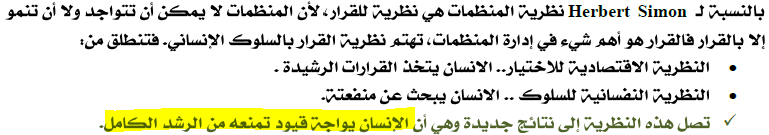 بالنسبة لـ Herbert Simon نظرية المنظمات هي نظرية للقرار، لأن المنظمات لا يمكن أن تتواجد ولا أن تنمو
إلا بالقرار فالقرار هو أهم شيء في إدارة المنظمات، تهتم نظرية القرار بالسلوك الإنساني. فتنطلق من:
• النظرية الاقتصادية للاختيار.. الانسان يتخذ القرارات الرشيدة .
• النظرية النفسانية للسلوك .. الانسان يبحث عن منفعتة.
✓ تصل هذه النظرية إلى نتائج جديدة وهي أن الإنسان يواجة قيود تمنعه من الرشد الكامل.